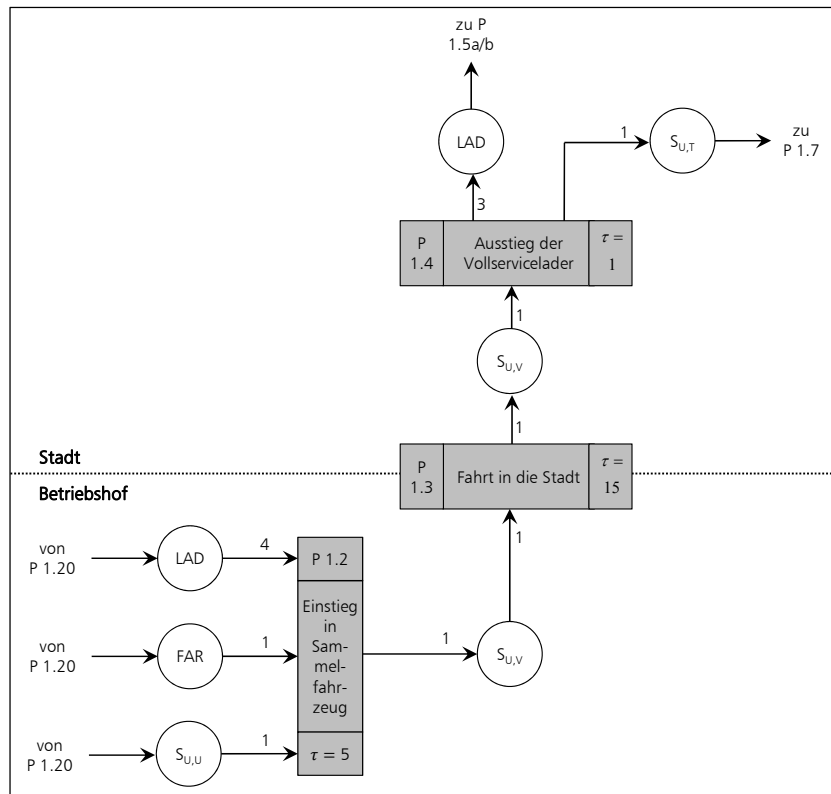 zu P
1.5a/b
LAD
1
S_U,T
zu
P 1.7
3
P
1.4
Ausstieg der
Vollservicelader
τ =
1
1
S_U,V
1
Stadt
P
1.3
Fahrt in die Stadt
τ =
15
Betriebshof
1
von
P 1.20
LAD
4
P 1.2
von
P 1.20
FAR
1
Einstieg
in
Sam-
mel-
fahr-
zeug
1
S_U,V
von
P 1.20
S_U,U
1
τ = 5